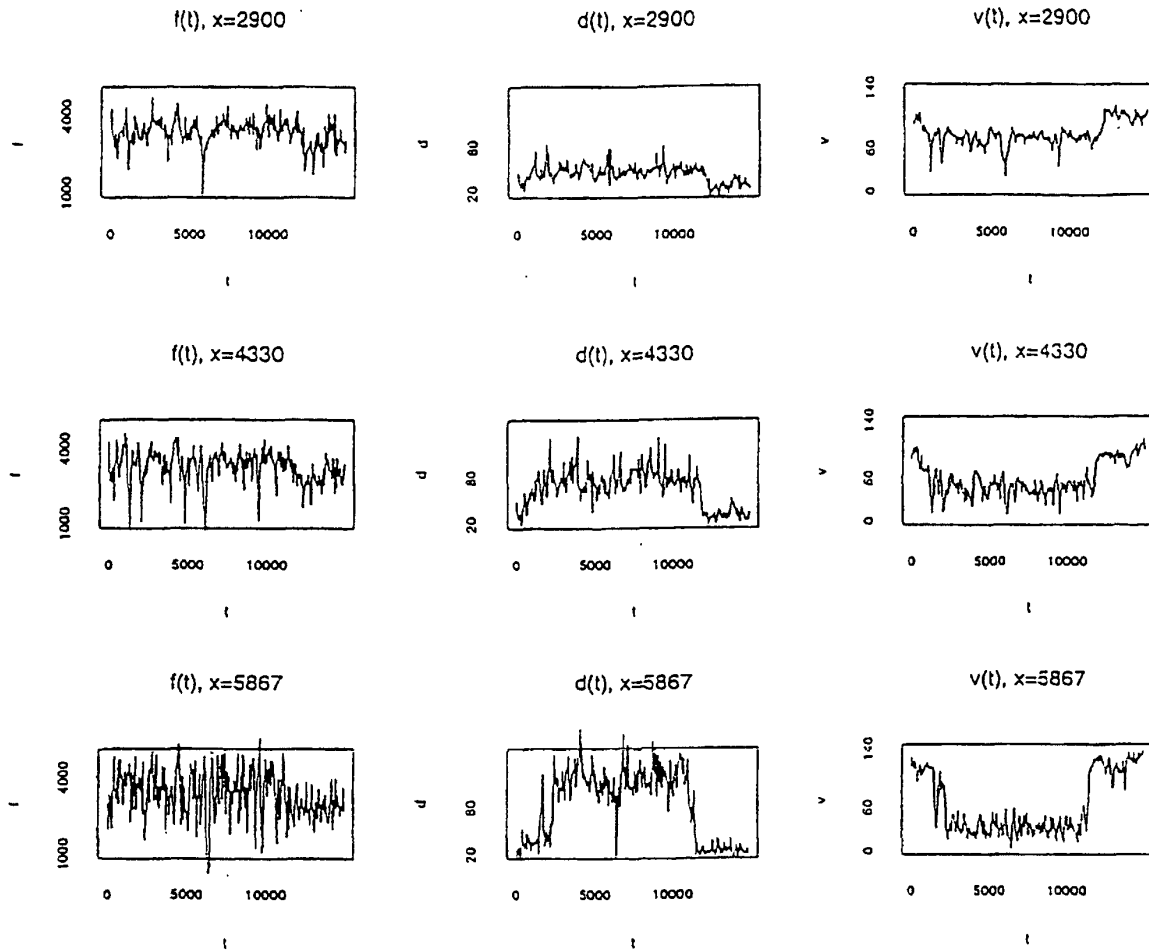 f(t), x=2900
d(t), x=2900
v(t), x=2900
f
4000
1000
0 5000 10000
t
d
80
20
0 5000 10000
t
v
140
60
0
0 5000 10000
t
f(t), x=4330
d(t), x=4330
v(t), x=4330
f
4000
1000
0 5000 10000
t
d
80
20
0 5000 10000
t
v
140
60
0
0 5000 10000
t
f(t), x=5867
d(t), x=5867
v(t), x=5867
f
4000
1000
0 5000 10000
t
d
80
20
0 5000 10000
t
v
140
60
0
0 5000 10000
t